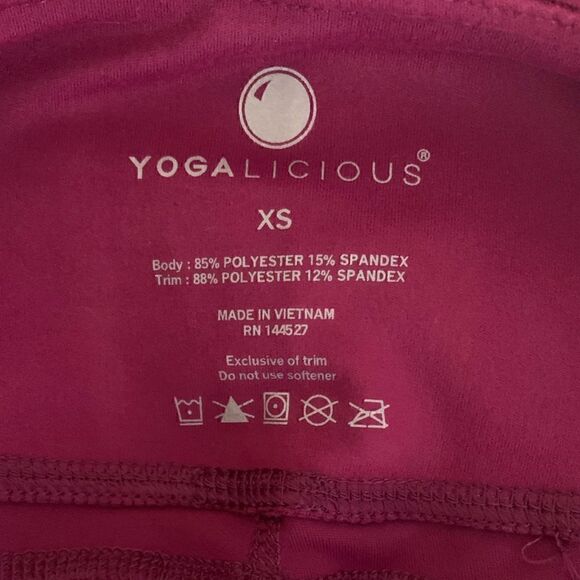 YOGALICIOUS®
XS
Body : 85% POLYESTER 15% SPANDEX
Trim : 88% POLYESTER 12% SPANDEX
MADE IN VIETNAM
RN 144527
Exclusive of trim
Do not use softener